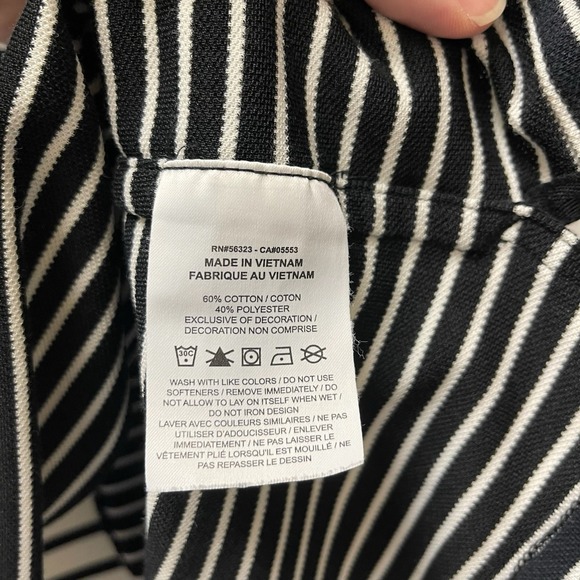 RN#56323 - CA#05553
MADE IN VIETNAM
FABRIQUE AU VIETNAM
60% COTTON / COTON
40% POLYESTER
EXCLUSIVE OF DECORATION /
DECORATION NON COMPRISE
30C
WASH WITH LIKE COLORS / DO NOT USE
SOFTENERS / REMOVE IMMEDIATELY / DO
NOT ALLOW TO LAY ON ITSELF WHEN WET /
DO NOT IRON DESIGN
LAVER AVEC COULEURS SIMILAIRES / NE PAS
UTILISER D'ADOUCISSEUR / ENLEVER
IMMEDIATEMENT / NE PAS LAISSER LE
VÊTEMENT PLIÉ LORSQU'IL EST MOUILLÉ / NE
PAS REPASSER LE DESSIN